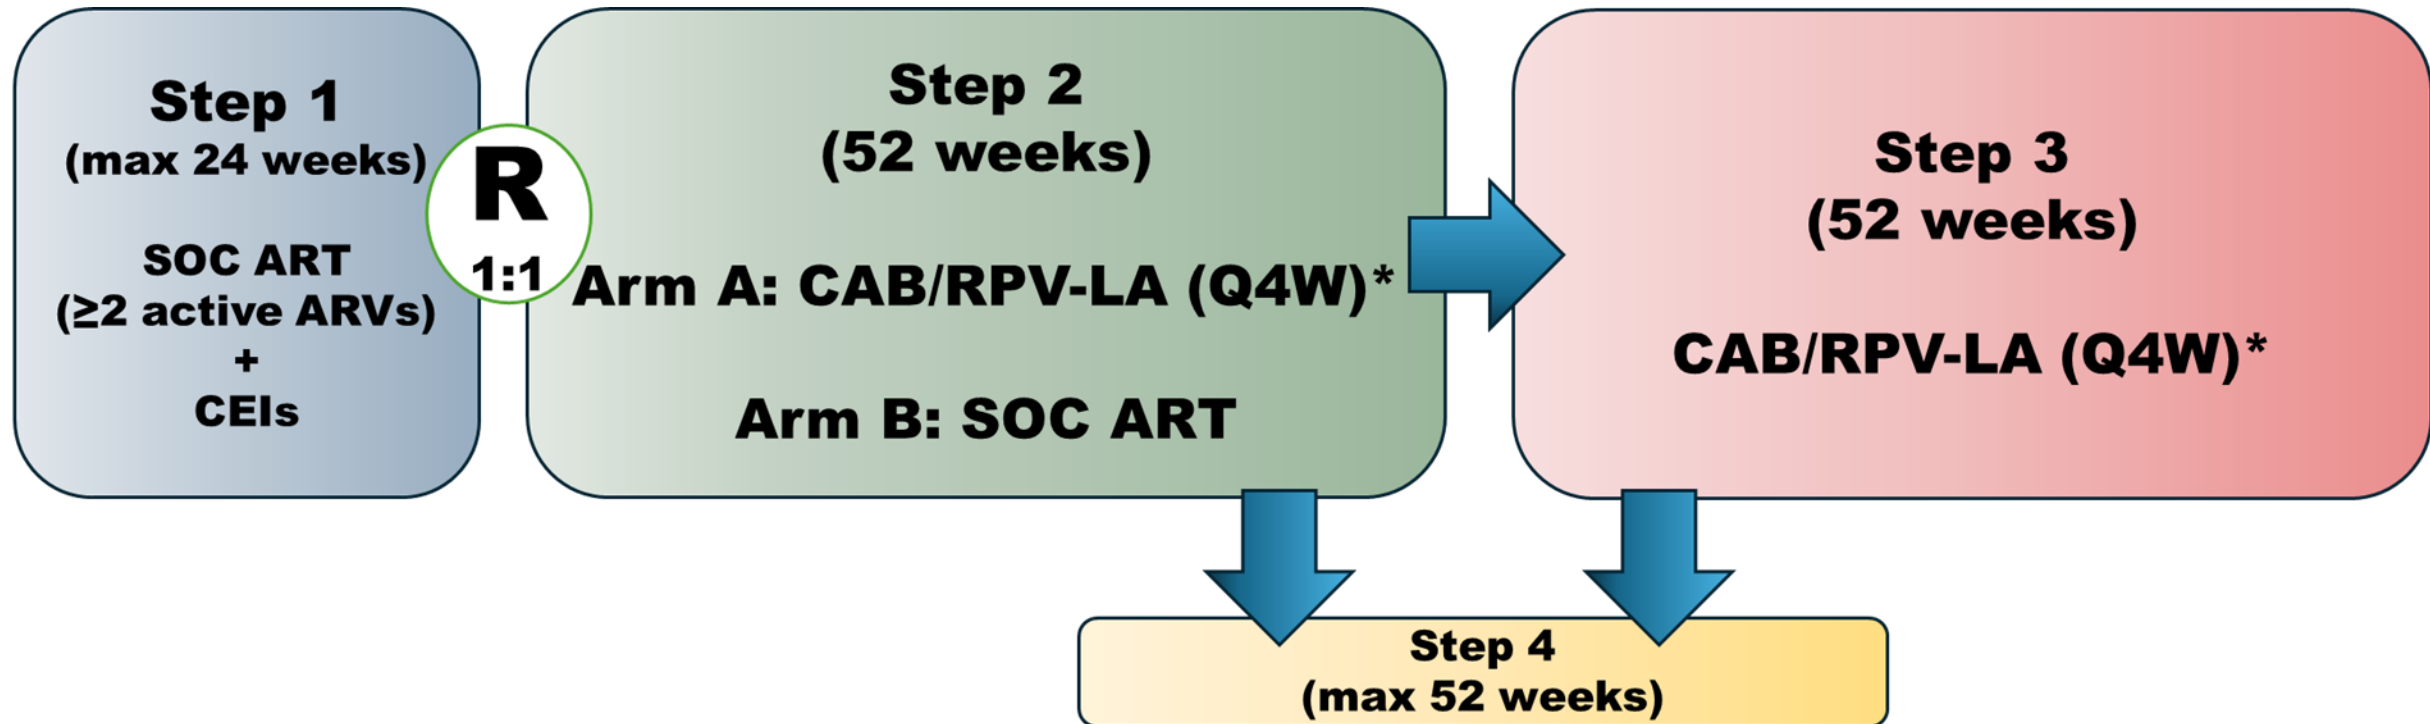 Step 1
(max 24 weeks)
SOC ART
(≥2 active ARVs)
+
CEIs
R
1:1
Step 2
(52 weeks)
Arm A: CAB/RPV-LA (Q4W)*
Arm B: SOC ART
Step 3
(52 weeks)
CAB/RPV-LA (Q4W)*
Step 4
(max 52 weeks)